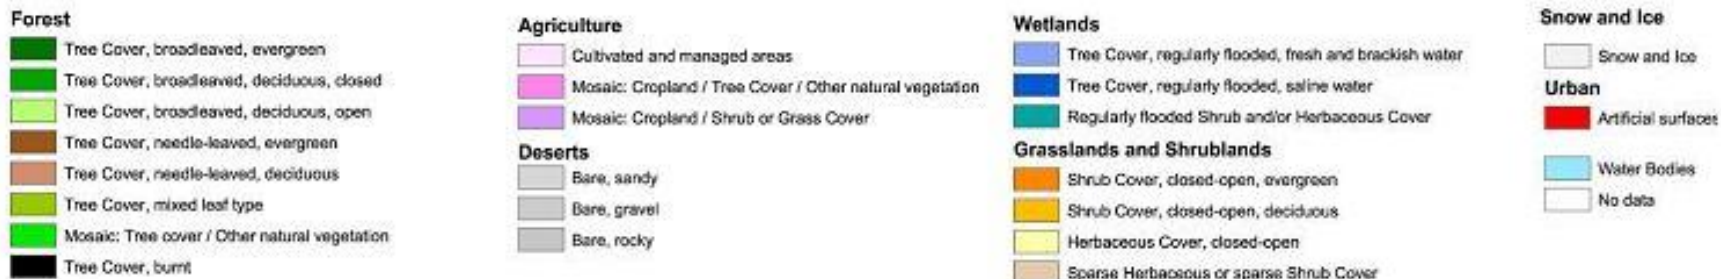 Forest
Tree Cover, broadleaved, evergreen
Tree Cover, broadleaved, deciduous, closed
Tree Cover, broadleaved, deciduous, open
Tree Cover, needle-leaved, evergreen
Tree Cover, needle-leaved, deciduous
Tree Cover, mixed leaf type
Mosaic: Tree cover / Other natural vegetation
Tree Cover, burnt
Agriculture
Cultivated and managed areas
Mosaic: Cropland / Tree Cover / Other natural vegetation
Mosaic: Cropland / Shrub or Grass Cover
Deserts
Bare, sandy
Bare, gravel
Bare, rocky
Wetlands
Tree Cover, regularly flooded, fresh and brackish water
Tree Cover, regularly flooded, saline water
Regularly flooded Shrub and/or Herbaceous Cover
Grasslands and Shrublands
Shrub Cover, closed-open, evergreen
Shrub Cover, closed-open, deciduous
Herbaceous Cover, closed-open
Sparse Herbaceous or sparse Shrub Cover
Snow and Ice
Snow and Ice
Urban
Artificial surfaces
Water Bodies
No data